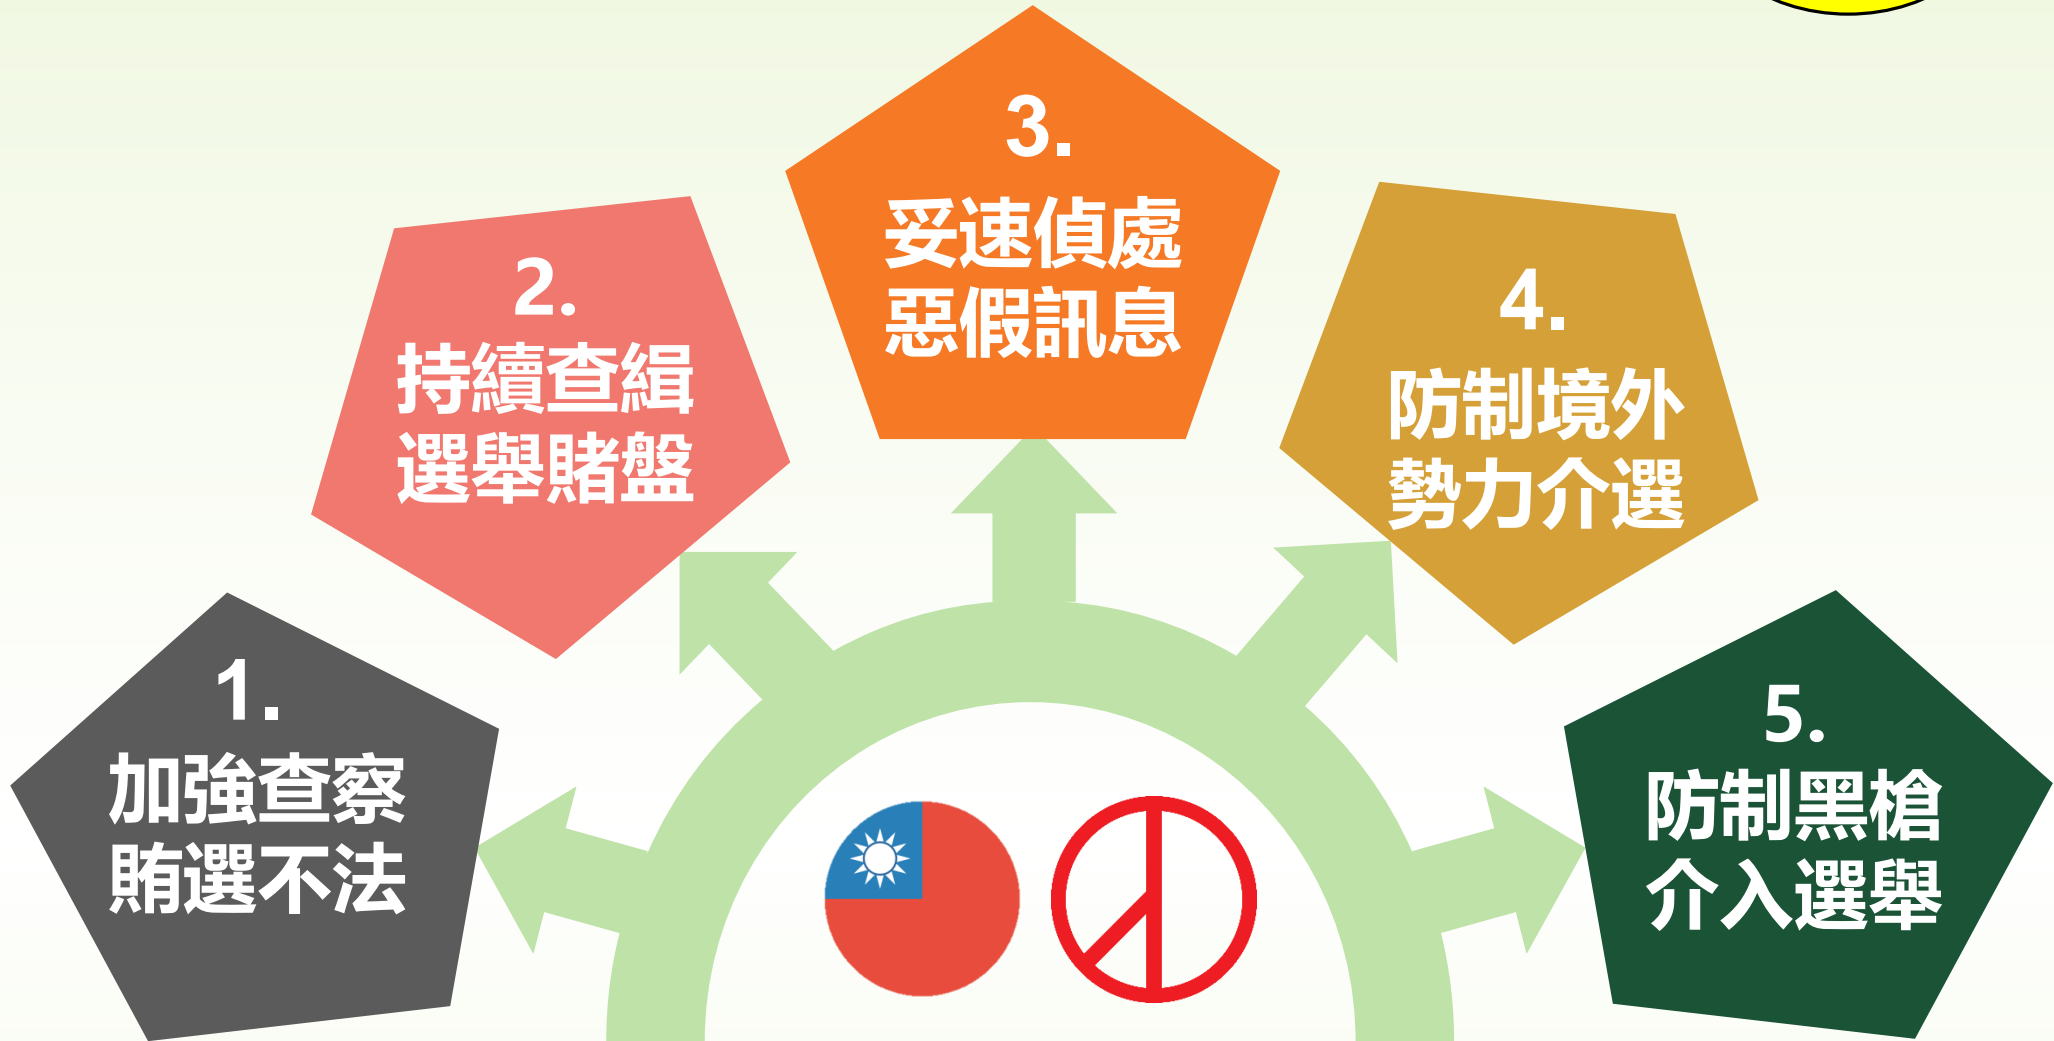 1.
加強查察
賄選不法
2.
持續查緝
選舉賭盤
3.
妥速偵處
惡假訊息
4.
防制境外
勢力介選
5.
防制黑槍
介入選舉